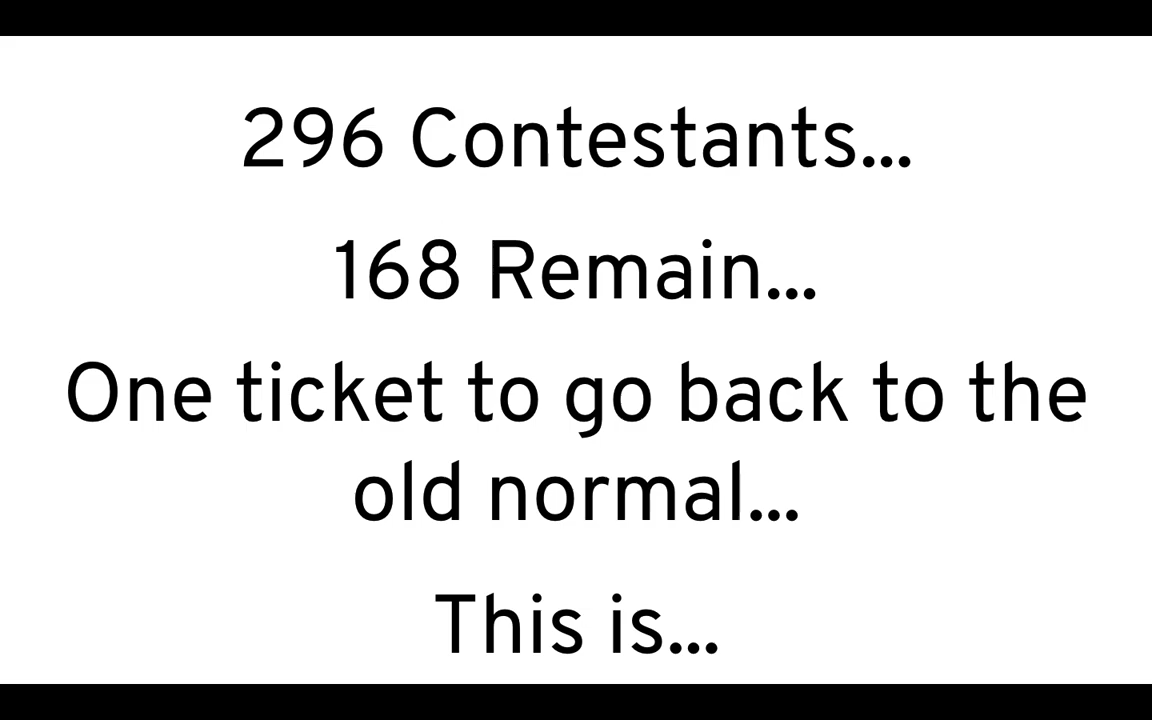 296 Contestants...
168 Remain...
One ticket to go back to the
old normal...
This is...